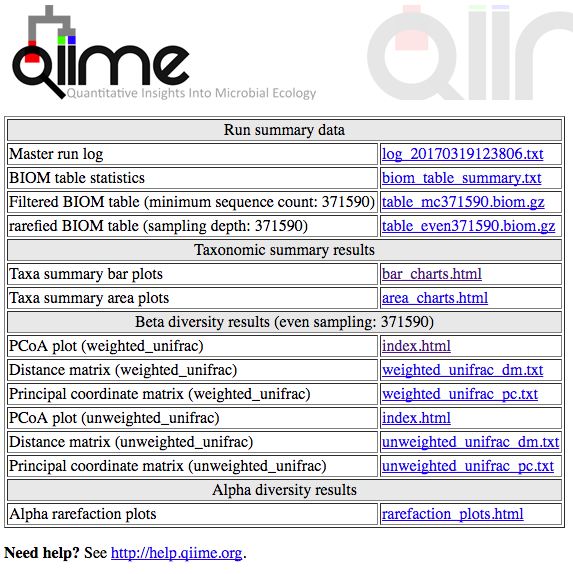 qiime
Quantitative Insights Into Microbial Ecology
Qiin
Run summary data
Master run log log_20170319123806.txt
BIOM table statistics biom_table_summary.txt
Filtered BIOM table (minimum sequence count: 371590) table_mc371590.biom.gz
rarefied BIOM table (sampling depth: 371590) table_even371590.biom.gz
Taxonomic summary results
Taxa summary bar plots bar_charts.html
Taxa summary area plots area_charts.html
Beta diversity results (even sampling: 371590)
PCoA plot (weighted_unifrac) index.html
Distance matrix (weighted_unifrac) weighted_unifrac_dm.txt
Principal coordinate matrix (weighted_unifrac) weighted_unifrac_pc.txt
PCoA plot (unweighted_unifrac) index.html
Distance matrix (unweighted_unifrac) unweighted_unifrac_dm.txt
Principal coordinate matrix (unweighted_unifrac) unweighted_unifrac_pc.txt
Alpha diversity results
Alpha rarefaction plots rarefaction_plots.html
Need help? See http://help.qiime.org.